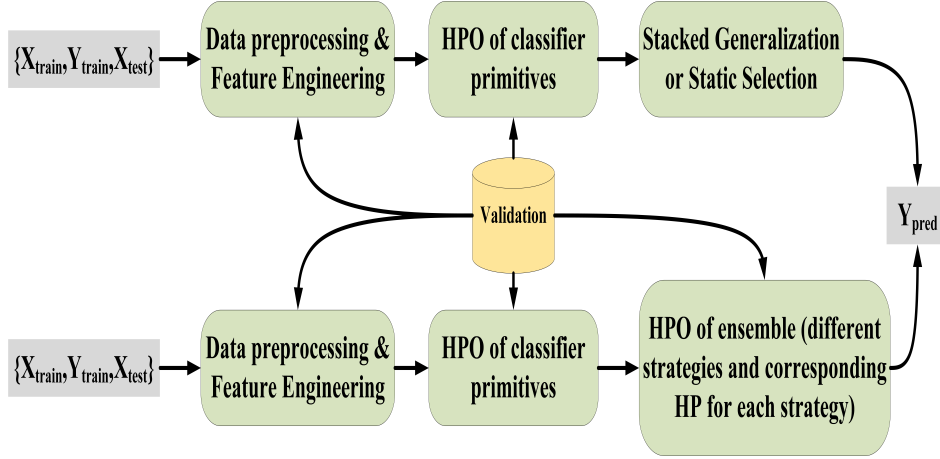 {Xtrain,Ytrain,Xtest}
Data preprocessing &
Feature Engineering
HPO of classifier
primitives
Stacked Generalization
or Static Selection
Validation
Ypred
{Xtrain,Ytrain,Xtest}
Data preprocessing &
Feature Engineering
HPO of classifier
primitives
HPO of ensemble (different
strategies and corresponding
HP for each strategy)